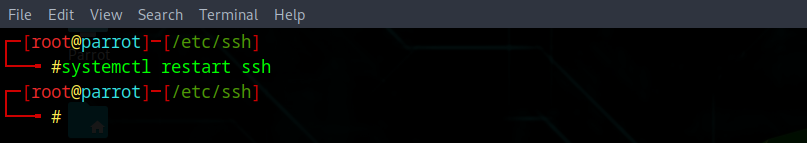 File Edit View Search Terminal Help
┌─[root@parrot]─[/etc/ssh]
└──╼ #systemctl restart ssh
┌─[root@parrot]─[/etc/ssh]
└──╼ #